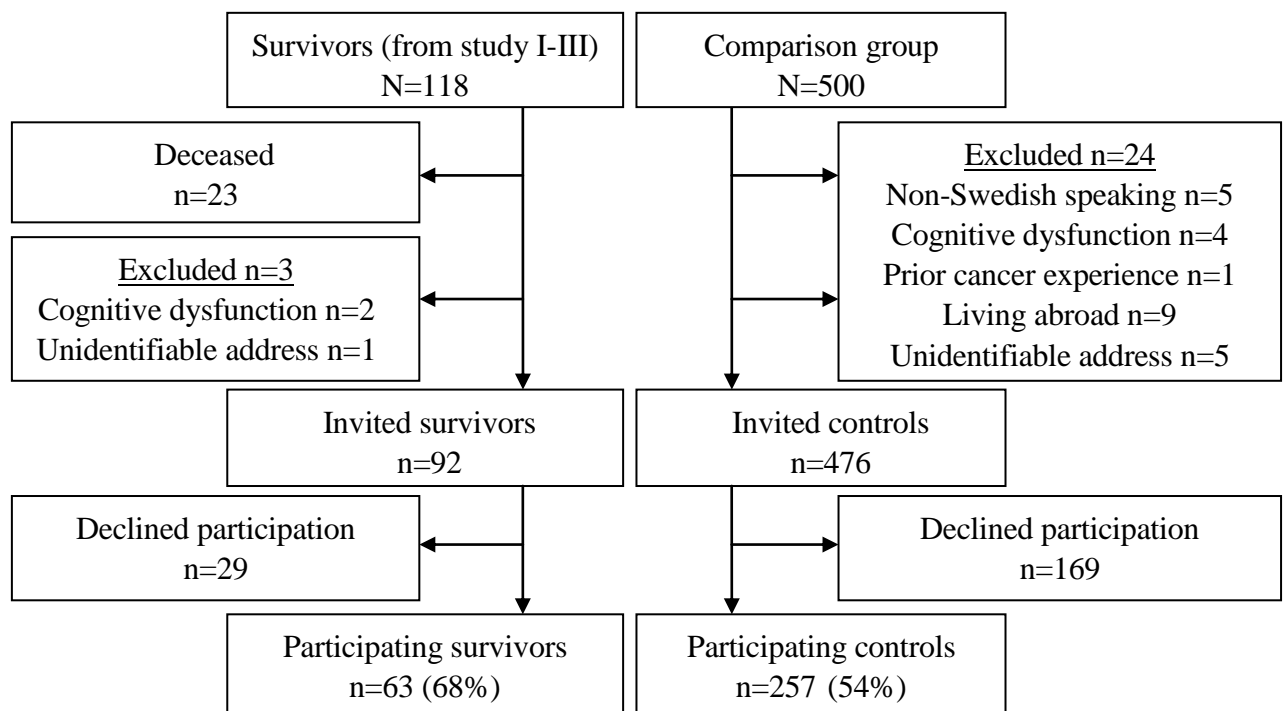 Survivors (from study I-III)
N=118
Comparison group
N=500
Deceased
n=23
Excluded n=24
Non-Swedish speaking n=5
Cognitive dysfunction n=4
Prior cancer experience n=1
Living abroad n=9
Unidentifiable address n=5
Excluded n=3
Cognitive dysfunction n=2
Unidentifiable address n=1
Invited survivors
n=92
Invited controls
n=476
Declined participation
n=29
Declined participation
n=169
Participating survivors
n=63 (68%)
Participating controls
n=257 (54%)